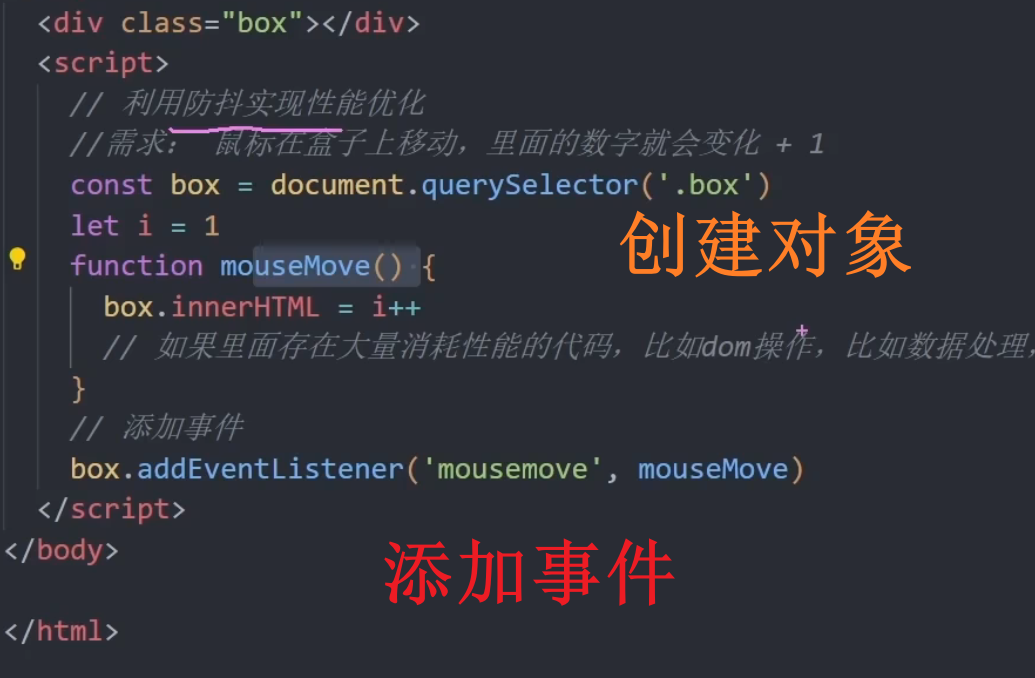 <div class="box"></div>
<script>
// 利用防抖实现性能优化
//需求： 鼠标在盒子上移动，里面的数字就会变化 + 1
const box = document.querySelector('.box')
let i = 1
创建对象
function mouseMove() {
box.innerHTML = i++
// 如果里面存在大量消耗性能的代码，比如dom操作，比如数据处理，
}
// 添加事件
box.addEventListener('mousemove', mouseMove)
</script>
</body>
添加事件
</html>